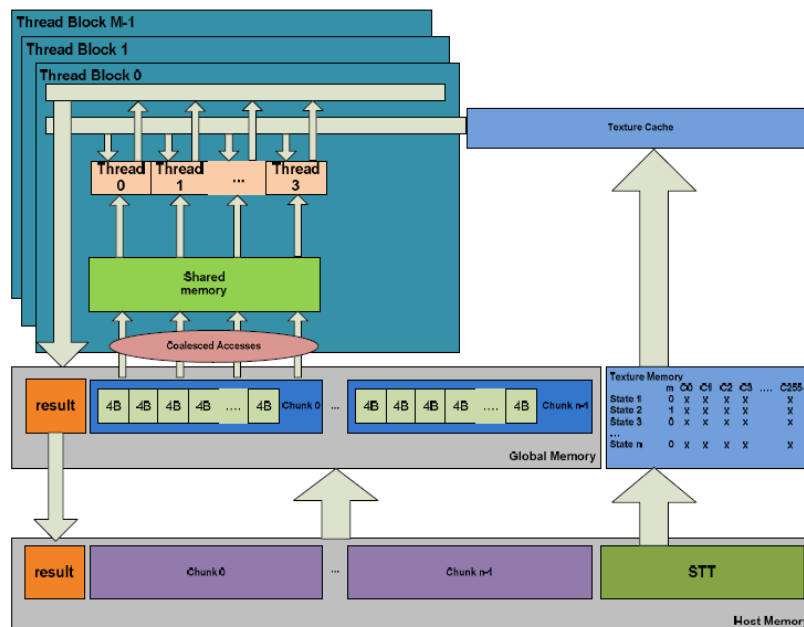 Thread Block M-1
Thread Block 1
Thread Block 0
Texture Cache
Thread 0
Thread 1
...
Thread 3
Shared
memory
Coalesced Accesses
result
4B 4B 4B 4B .... 4B Chunk 0
...
4B 4B 4B 4B .... 4B Chunk n-1
Global Memory
Texture Memory
m C0 C1 C2 C3 .... C255
State 1 0 x x x x x
State 2 1 x x x x x
State 3 0 x x x x x
...
State n 0 x x x x x
result
Chunk 0
...
Chunk n-1
STT
Host Memory